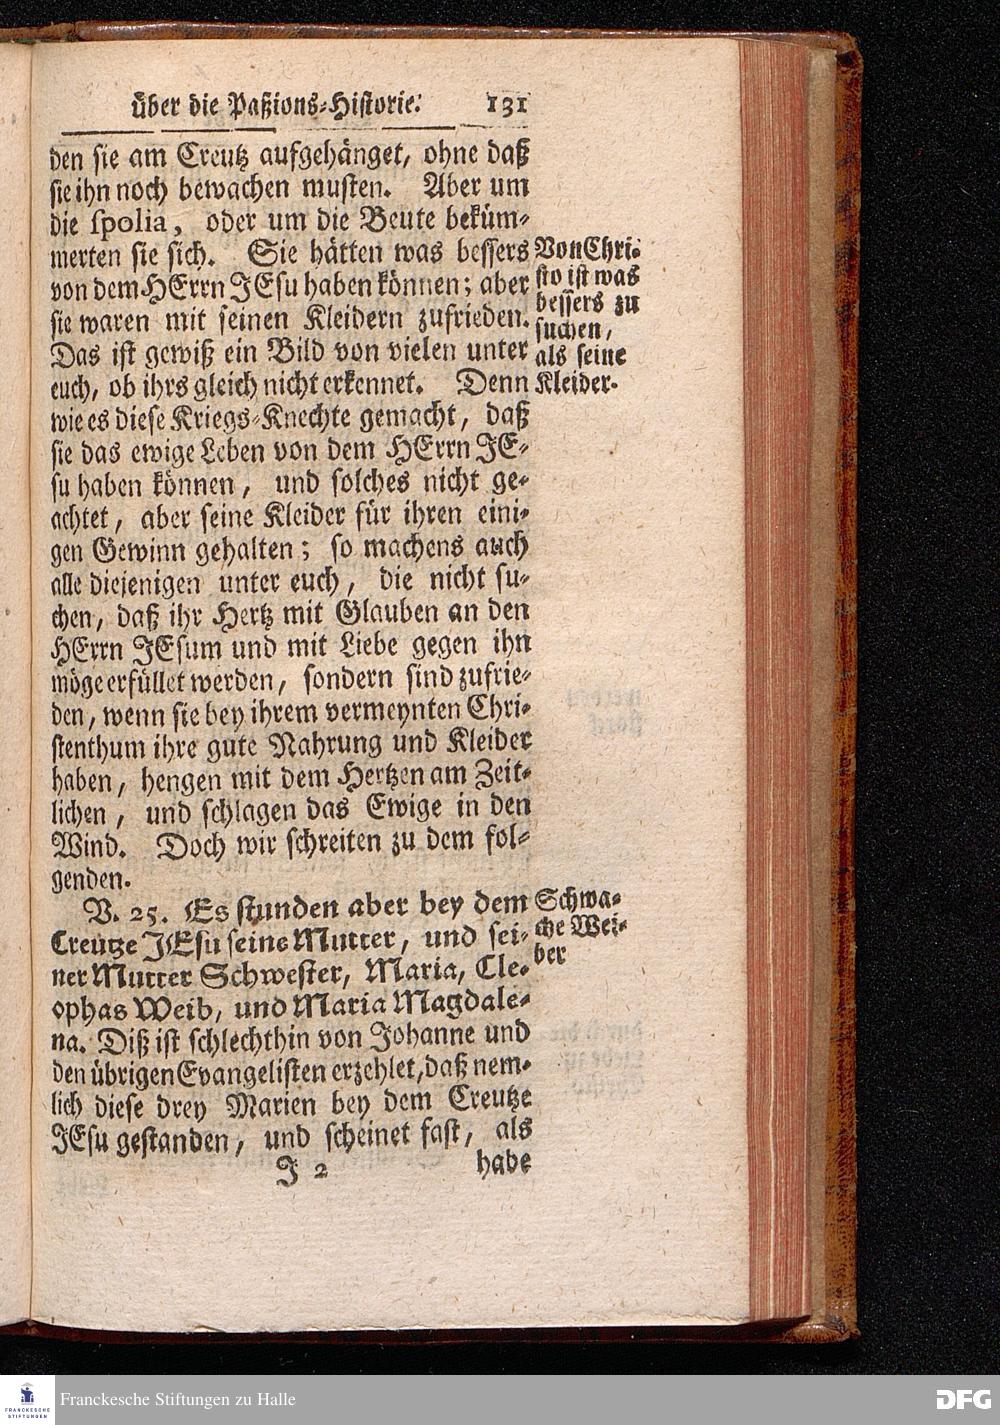 über die Paßions-Historie. 131
den sie am Creutz aufgehänget, ohne daß
sie ihn noch bewachen musten. Aber um
die spolia, oder um die Beute beküm-
merten sie sich. Sie hätten was bessers
von dem HErrn JEsu haben können; aber
sie waren mit seinen Kleidern zufrieden.
Das ist gewiß ein Bild von vielen unter
euch, ob ihrs gleich nicht erkennet. Denn
wie es diese Kriegs-Knechte gemacht, daß
sie das ewige Leben von dem HErrn JE-
su haben können, und solches nicht ge-
achtet, aber seine Kleider für ihren eini-
gen Gewinn gehalten; so machens auch
alle diejenigen unter euch, die nicht su-
chen, daß ihr Hertz mit Glauben an den
HErrn JEsum und mit Liebe gegen ihn
möge erfüllet werden, sondern sind zufrie-
den, wenn sie bey ihrem vermeynten Chri-
stenthum ihre gute Nahrung und Kleider
haben, hengen mit dem Hertzen am Zeit-
lichen, und schlagen das Ewige in den
Wind. Doch wir schreiten zu dem fol-
genden.
Von Chri-
sto ist was
bessers zu
suchen,
als seine
Kleider.
V. 25. Es stunden aber bey dem
Creutze JEsu seine Mutter, und sei-
ner Mutter Schwester, Maria, Cle-
ophas Weib, und Maria Magdale-
na. Diß ist schlechthin von Johanne und
den übrigen Evangelisten erzehlet, daß nem-
lich diese drey Marien bey dem Creutze
JEsu gestanden, und scheinet fast, als
Schwa-
che Wei-
ber
J 2 habe
FRANCKESCHE
STIFTUNGEN
Franckesche Stiftungen zu Halle
DFG